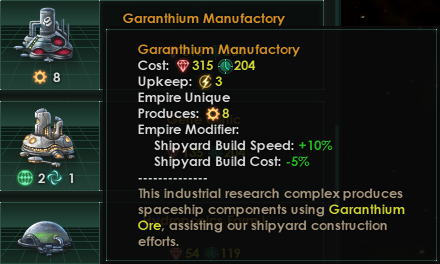 Garanthium Manufactory
Garanthium Manufactory
Cost: 315 204
Upkeep: 3
Empire Unique
Produces: 8
Empire Modifier:
Shipyard Build Speed: +10%
Shipyard Build Cost: -5%
--------------
This industrial research complex produces
spaceship components using Garanthium
Ore, assisting our shipyard construction
efforts.
8
2 1
54 119